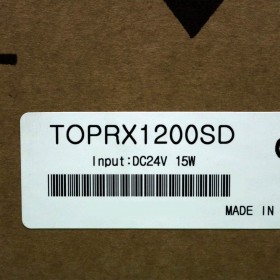 TOPRX1200SD
Input:DC24V 15W
MADE IN